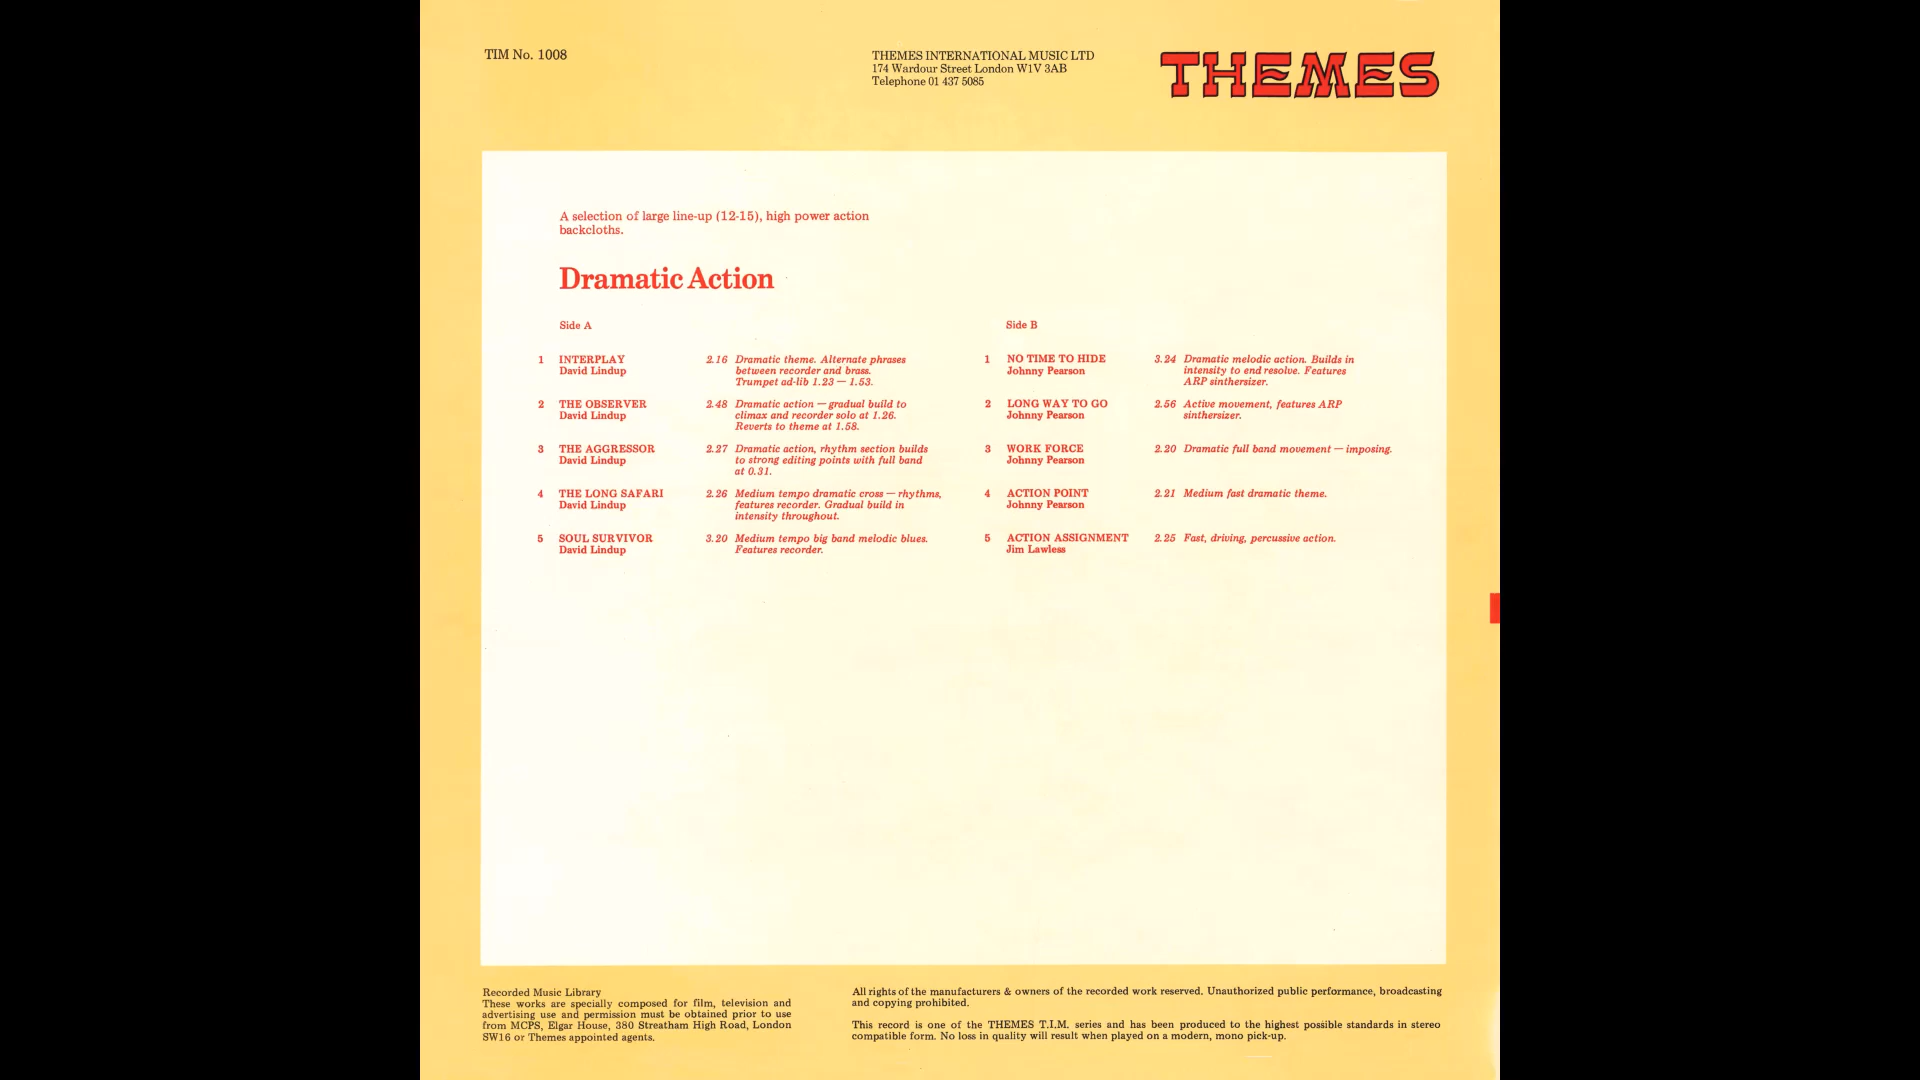 TIM No. 1008
THEMES INTERNATIONAL MUSIC LTD
174 Wardour Street London W1V 3AB
Telephone 01 437 5085
THEMES
A selection of large line-up (12-15), high power action
backcloths.
Dramatic Action
Side A
1 INTERPLAY 2.16 Dramatic theme. Alternate phrases
David Lindup between recorder and brass.
Trumpet ad-lib 1.23 — 1.53.
2 THE OBSERVER 2.48 Dramatic action — gradual build to
David Lindup climax and recorder solo at 1.26.
Reverts to theme at 1.58.
3 THE AGGRESSOR 2.27 Dramatic action, rhythm section builds
David Lindup to strong editing points with full band
at 0.31.
4 THE LONG SAFARI 2.26 Medium tempo dramatic cross — rhythms,
David Lindup features recorder. Gradual build in
intensity throughout.
5 SOUL SURVIVOR 3.20 Medium tempo big band melodic blues.
David Lindup Features recorder.
Side B
1 NO TIME TO HIDE 3.24 Dramatic melodic action. Builds in
Johnny Pearson intensity to end resolve. Features
ARP sinthersizer.
2 LONG WAY TO GO 2.56 Active movement, features ARP
Johnny Pearson sinthersizer.
3 WORK FORCE 2.20 Dramatic full band movement — imposing.
Johnny Pearson
4 ACTION POINT 2.21 Medium fast dramatic theme.
Johnny Pearson
5 ACTION ASSIGNMENT 2.25 Fast, driving, percussive action.
Jim Lawless
Recorded Music Library
These works are specially composed for film, television and
advertising use and permission must be obtained prior to use
from MCPS, Elgar House, 380 Streatham High Road, London
SW16 or Themes appointed agents.
All rights of the manufacturers & owners of the recorded work reserved. Unauthorized public performance, broadcasting
and copying prohibited.
This record is one of the THEMES T.I.M. series and has been produced to the highest possible standards in stereo
compatible form. No loss in quality will result when played on a modern, mono pick-up.